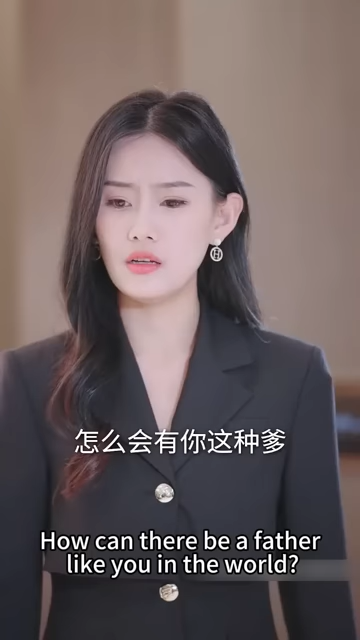 怎么会有你这种爹
How can there be a father
like you in the world?